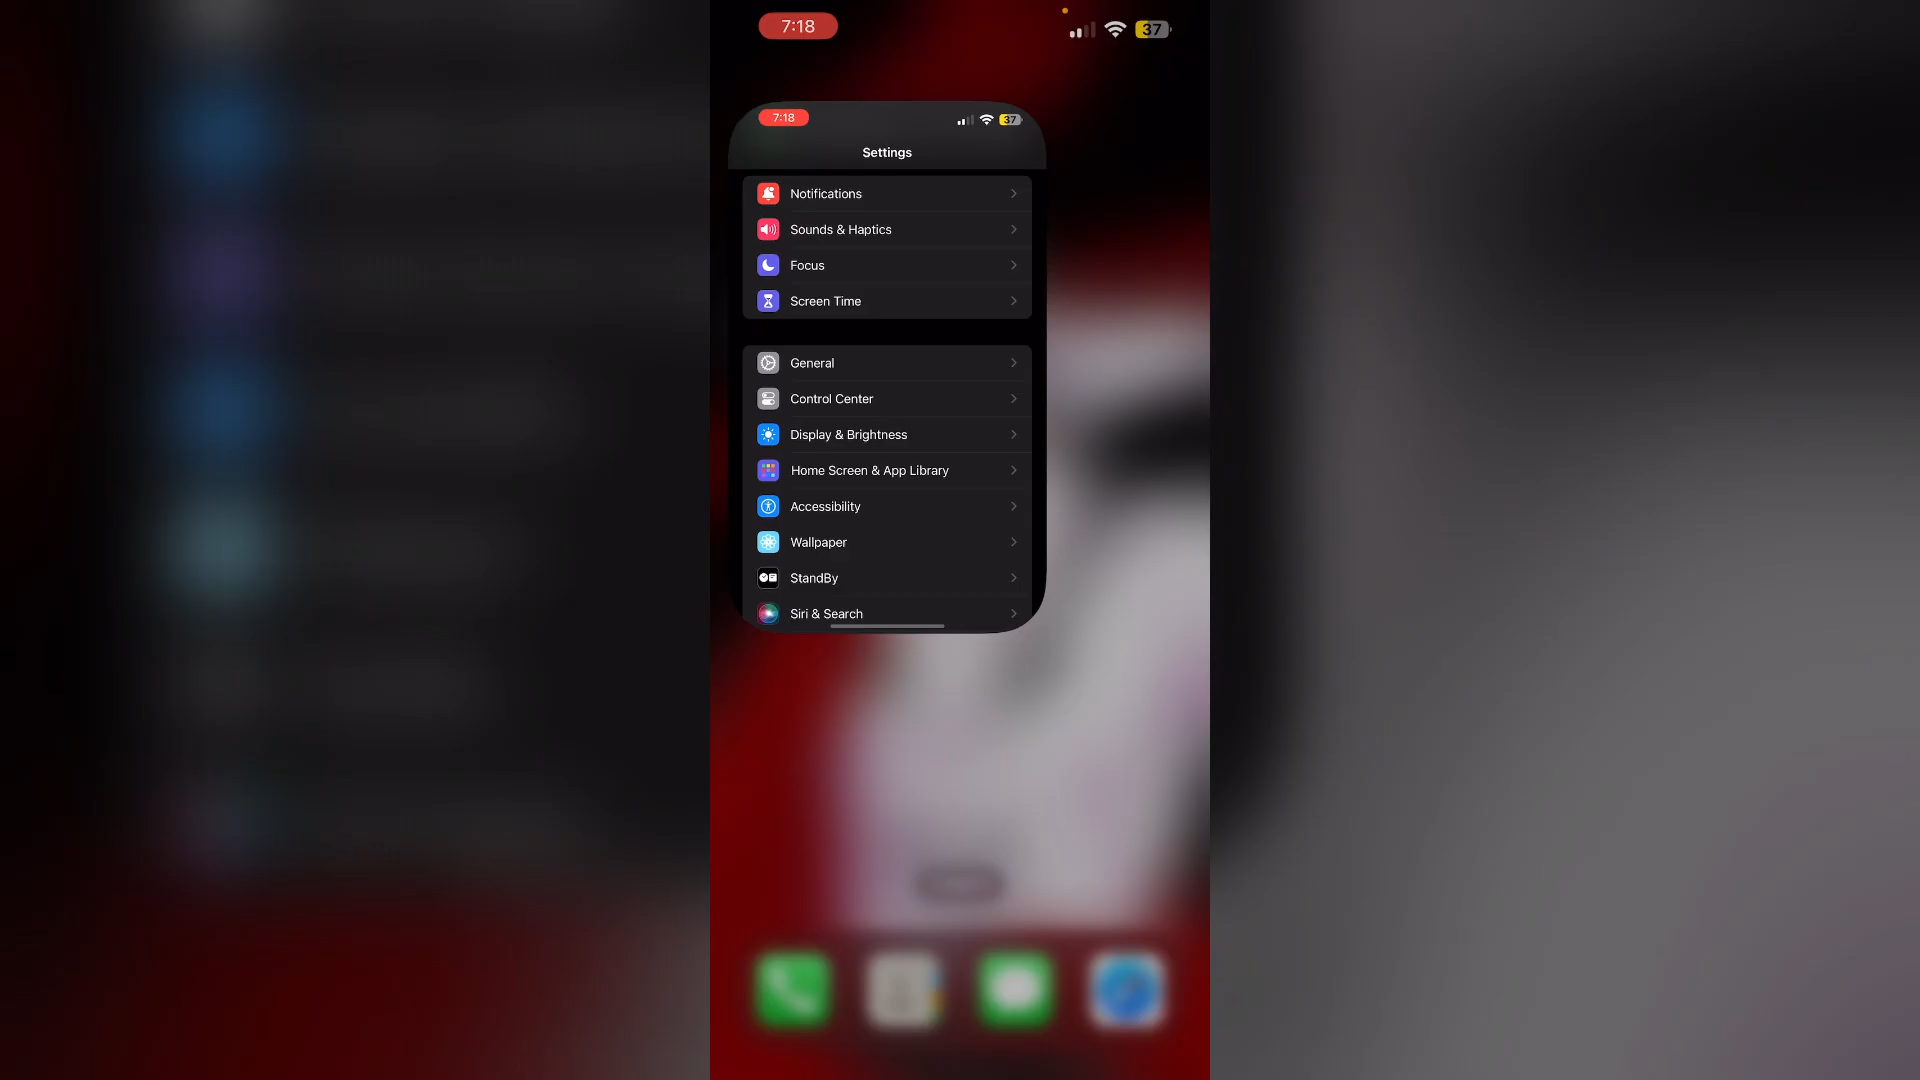 7:18
37
7:18
37
Settings
Notifications
Sounds & Haptics
Focus
Screen Time
General
Control Center
Display & Brightness
Home Screen & App Library
Accessibility
Wallpaper
StandBy
Siri & Search